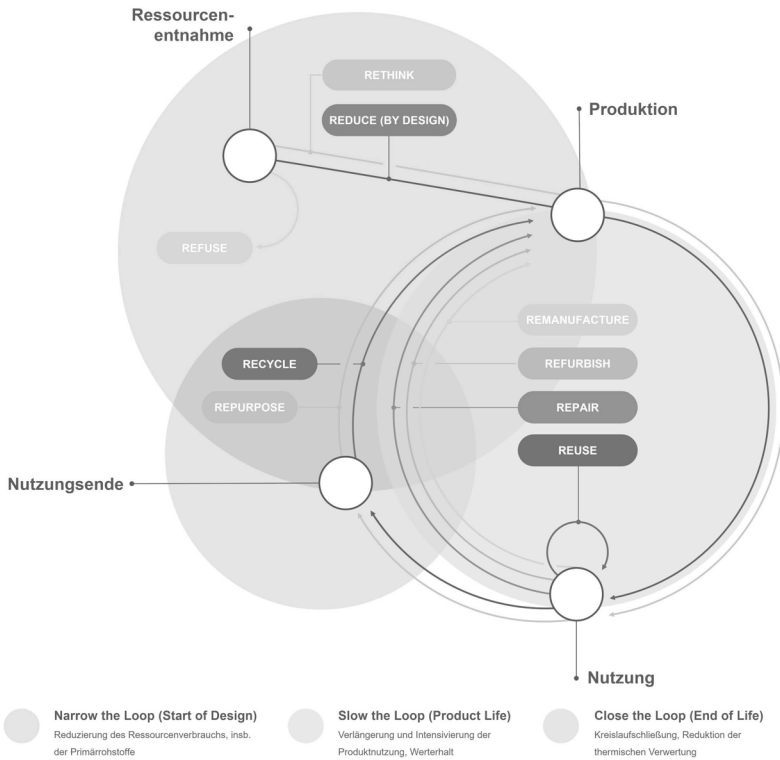 Ressourcen-
entnahme
RETHINK
REDUCE (BY DESIGN)
Produktion
REFUSE
REMANUFACTURE
RECYCLE
REFURBISH
REPURPOSE
REPAIR
REUSE
Nutzungsende
Nutzung
Narrow the Loop (Start of Design)
Reduzierung des Ressourcenverbrauchs, insb.
der Primärrohstoffe
Slow the Loop (Product Life)
Verlängerung und Intensivierung der
Produktnutzung, Werterhalt
Close the Loop (End of Life)
Kreislaufschließung, Reduktion der
thermischen Verwertung